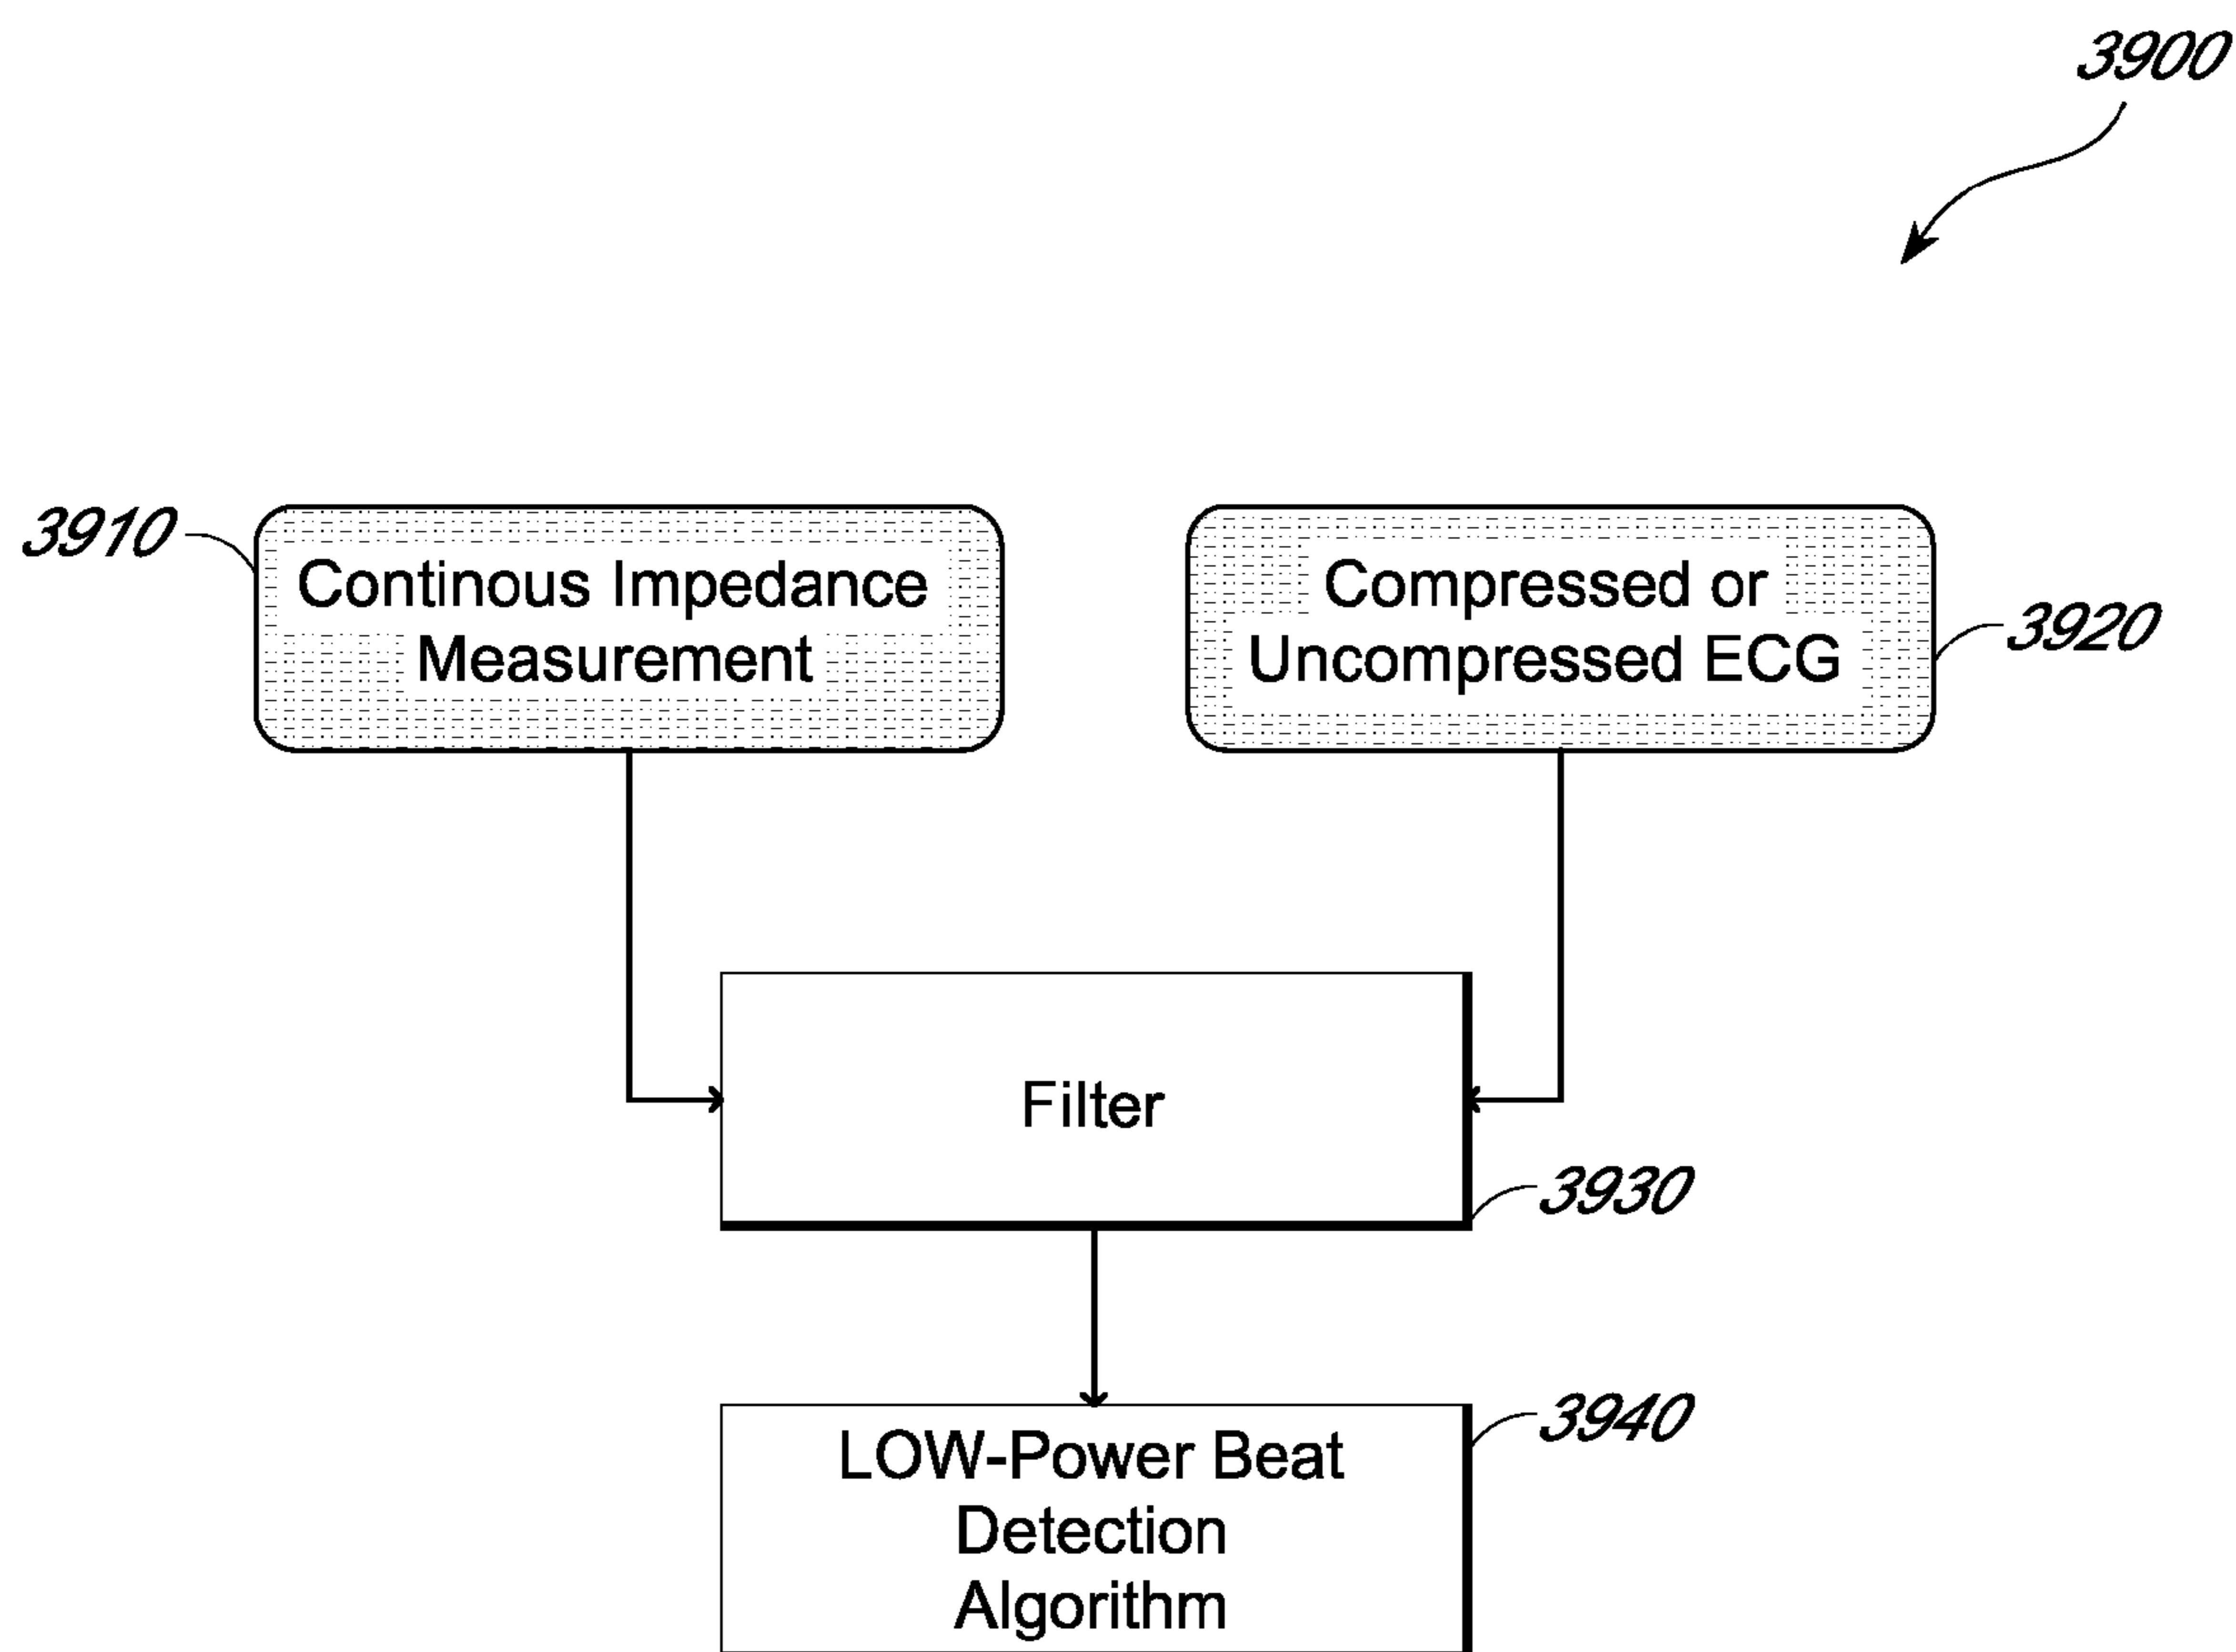 3900
3910
Continous Impedance
Measurement
Compressed or
Uncompressed ECG
3920
Filter
3930
LOW-Power Beat
Detection
Algorithm
3940